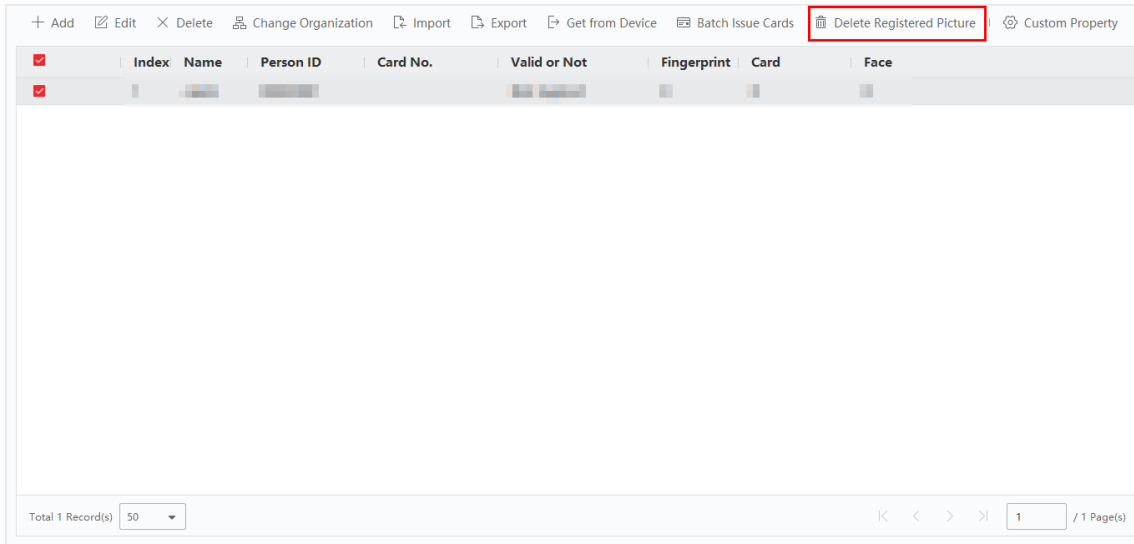 Add Edit Delete Change Organization Import Export Get from Device Batch Issue Cards Delete Registered Picture Custom Property
Index Name Person ID Card No. Valid or Not Fingerprint Card Face
Total 1 Record(s) 50 1 / 1 Page(s)